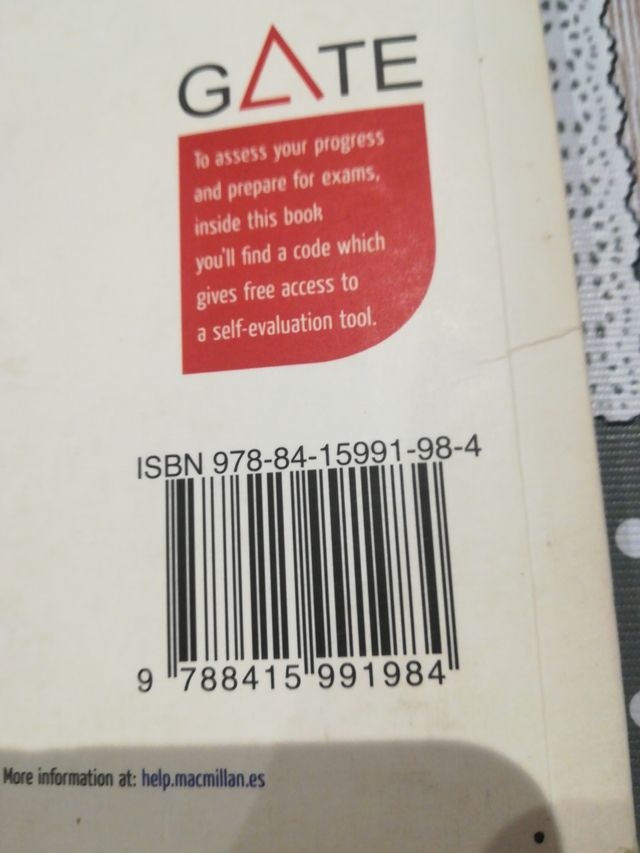 GATE
To assess your progress
and prepare for exams,
inside this book
you'll find a code which
gives free access to
a self-evaluation tool.
ISBN 978-84-15991-98-4
9 788415 991984
More information at: help.macmillan.es